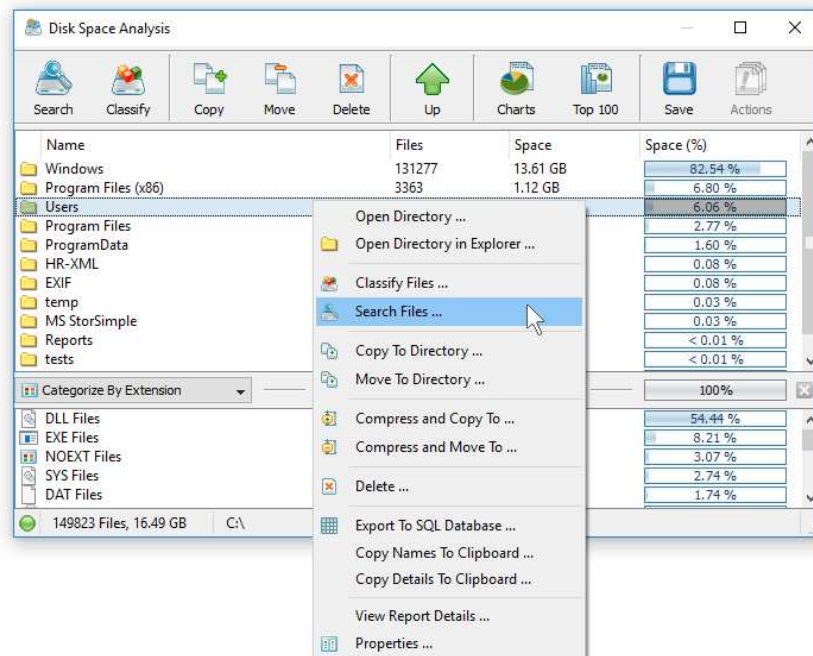 Disk Space Analysis
Search Classify Copy Move Delete Up Charts Top 100 Save Actions
Name Files Space Space (%)
Windows 131277 13.61 GB 82.54 %
Program Files (x86) 3363 1.12 GB 6.80 %
Users 6.06 %
Program Files 2.77 %
ProgramData 1.60 %
HR-XML 0.08 %
EXIF 0.08 %
temp 0.03 %
MS StorSimple 0.03 %
Reports < 0.01 %
tests < 0.01 %
Categorize By Extension 100%
DLL Files 54.44 %
EXE Files 8.21 %
NOEXT Files 3.07 %
SYS Files 2.74 %
DAT Files 1.74 %
149823 Files, 16.49 GB C:\
Open Directory ...
Open Directory in Explorer ...
Classify Files ...
Search Files ...
Copy To Directory ...
Move To Directory ...
Compress and Copy To ...
Compress and Move To ...
Delete ...
Export To SQL Database ...
Copy Names To Clipboard ...
Copy Details To Clipboard ...
View Report Details ...
Properties ...